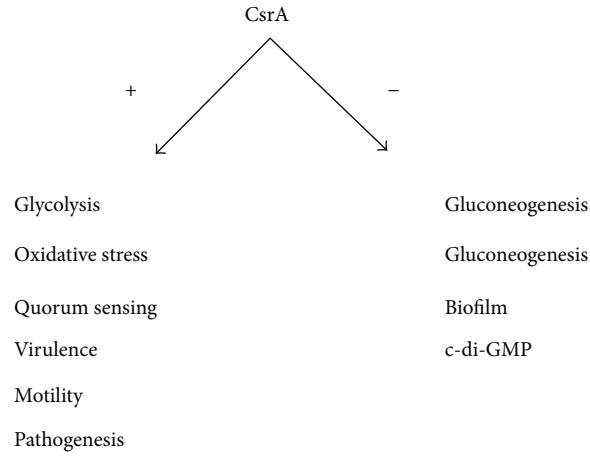 CsrA
+
−
Glycolysis
Gluconeogenesis
Oxidative stress
Gluconeogenesis
Quorum sensing
Biofilm
Virulence
c-di-GMP
Motility
Pathogenesis